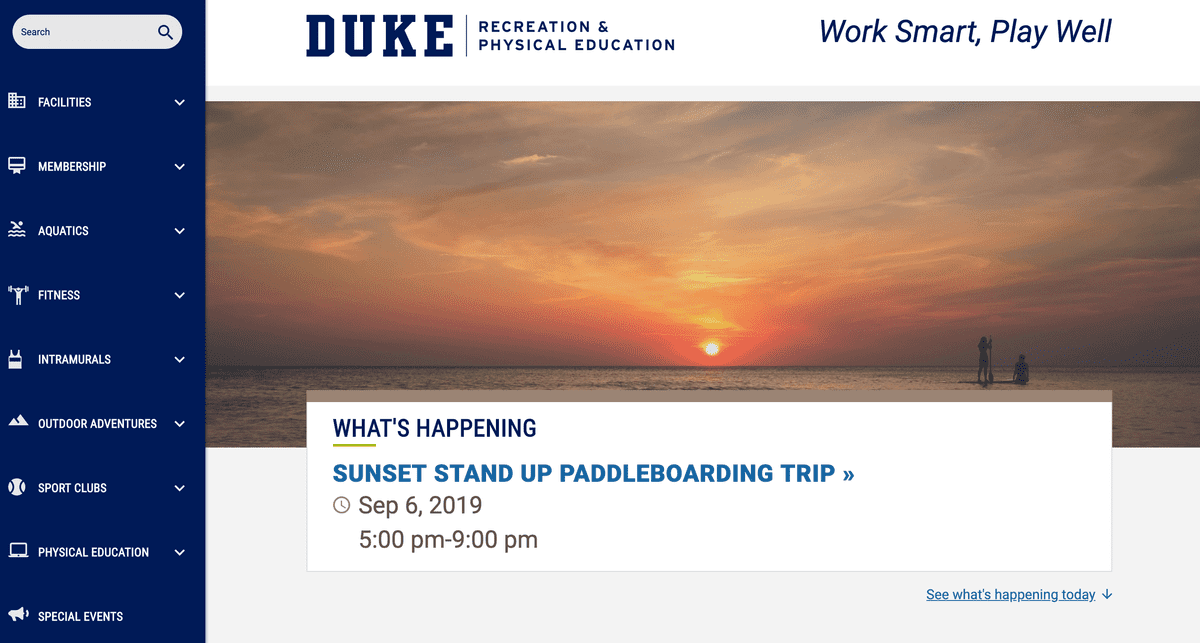 Search
FACILITIES
MEMBERSHIP
AQUATICS
FITNESS
INTRAMURALS
OUTDOOR ADVENTURES
SPORT CLUBS
PHYSICAL EDUCATION
SPECIAL EVENTS
DUKE
RECREATION &
PHYSICAL EDUCATION
Work Smart, Play Well
WHAT'S HAPPENING
SUNSET STAND UP PADDLEBOARDING TRIP »
Sep 6, 2019
5:00 pm-9:00 pm
See what's happening today ↓